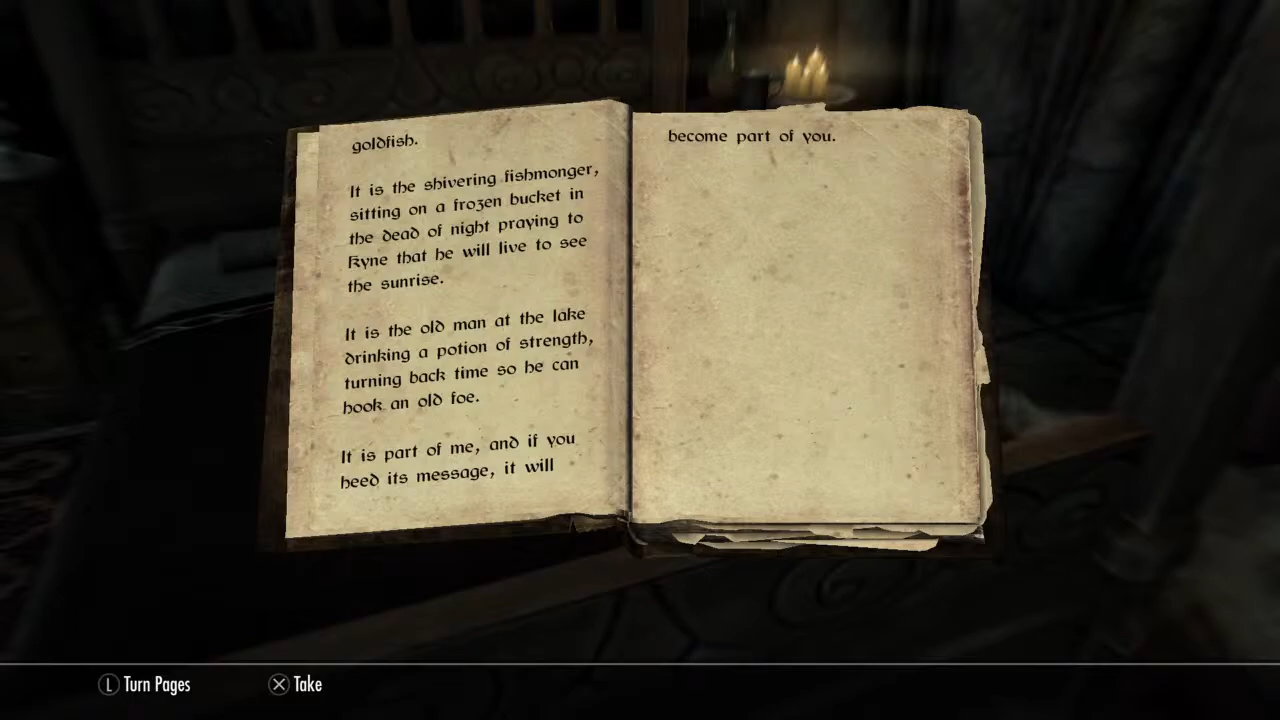 goldfish.
It is the shivering fishmonger,
sitting on a frozen bucket in
the dead of night praying to
Kyne that he will live to see
the sunrise.
It is the old man at the lake
drinking a potion of strength,
turning back time so he can
hook an old foe.
It is part of me, and if you
heed its message, it will
become part of you.
L Turn Pages
X Take